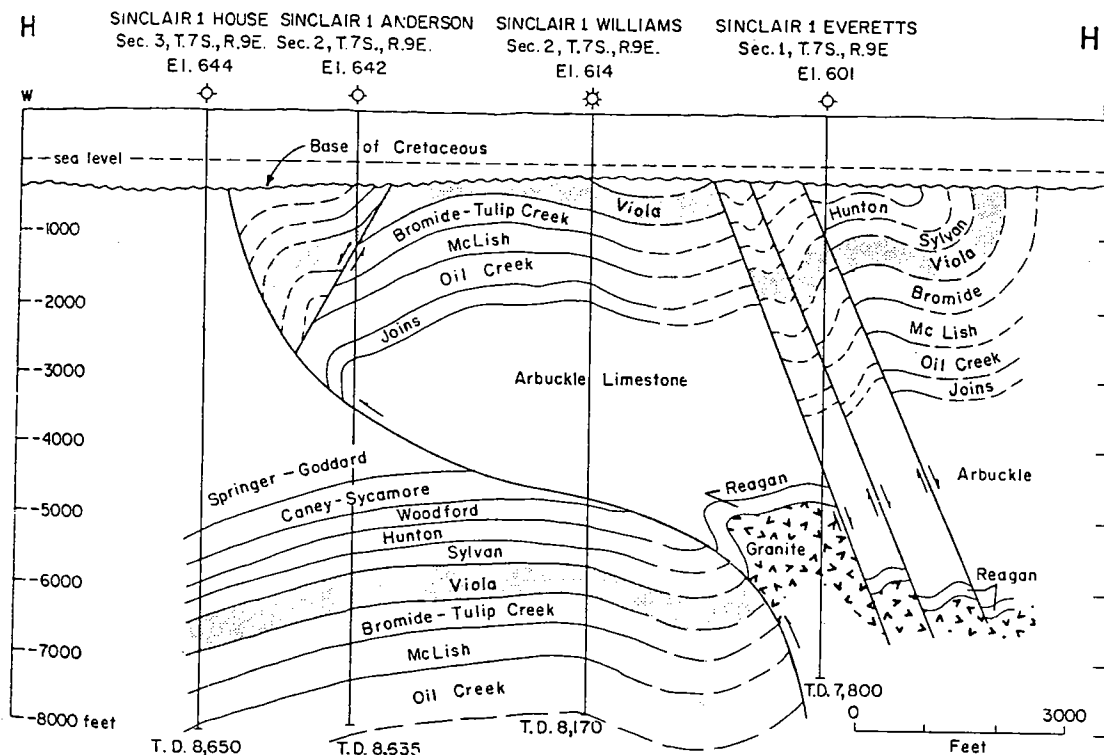 H
H
SINCLAIR 1 HOUSE
Sec. 3, T.7S., R.9E.
El. 644
SINCLAIR 1 ANDERSON
Sec. 2, T.7S., R.9E.
El. 642
SINCLAIR 1 WILLIAMS
Sec. 2, T.7S., R.9E.
El. 614
SINCLAIR 1 EVERETTS
Sec. 1, T.7S., R.9E
El. 601
W
sea level
Base of Cretaceous
-1000
-2000
-3000
-4000
-5000
-6000
-7000
-8000 feet
Bromide-Tulip Creek
Viola
McLish
Oil Creek
Joins
Hunton
Sylvan
Viola
Bromide
Mc Lish
Oil Creek
Joins
Arbuckle Limestone
Arbuckle
Springer-Goddard
Caney-Sycamore
Woodford
Hunton
Sylvan
Viola
Bromide-Tulip Creek
McLish
Oil Creek
Reagan
Granite
Reagan
T.D. 8,650
T.D. 8,535
T.D. 8,170
T.D. 7,800
0
3000
Feet